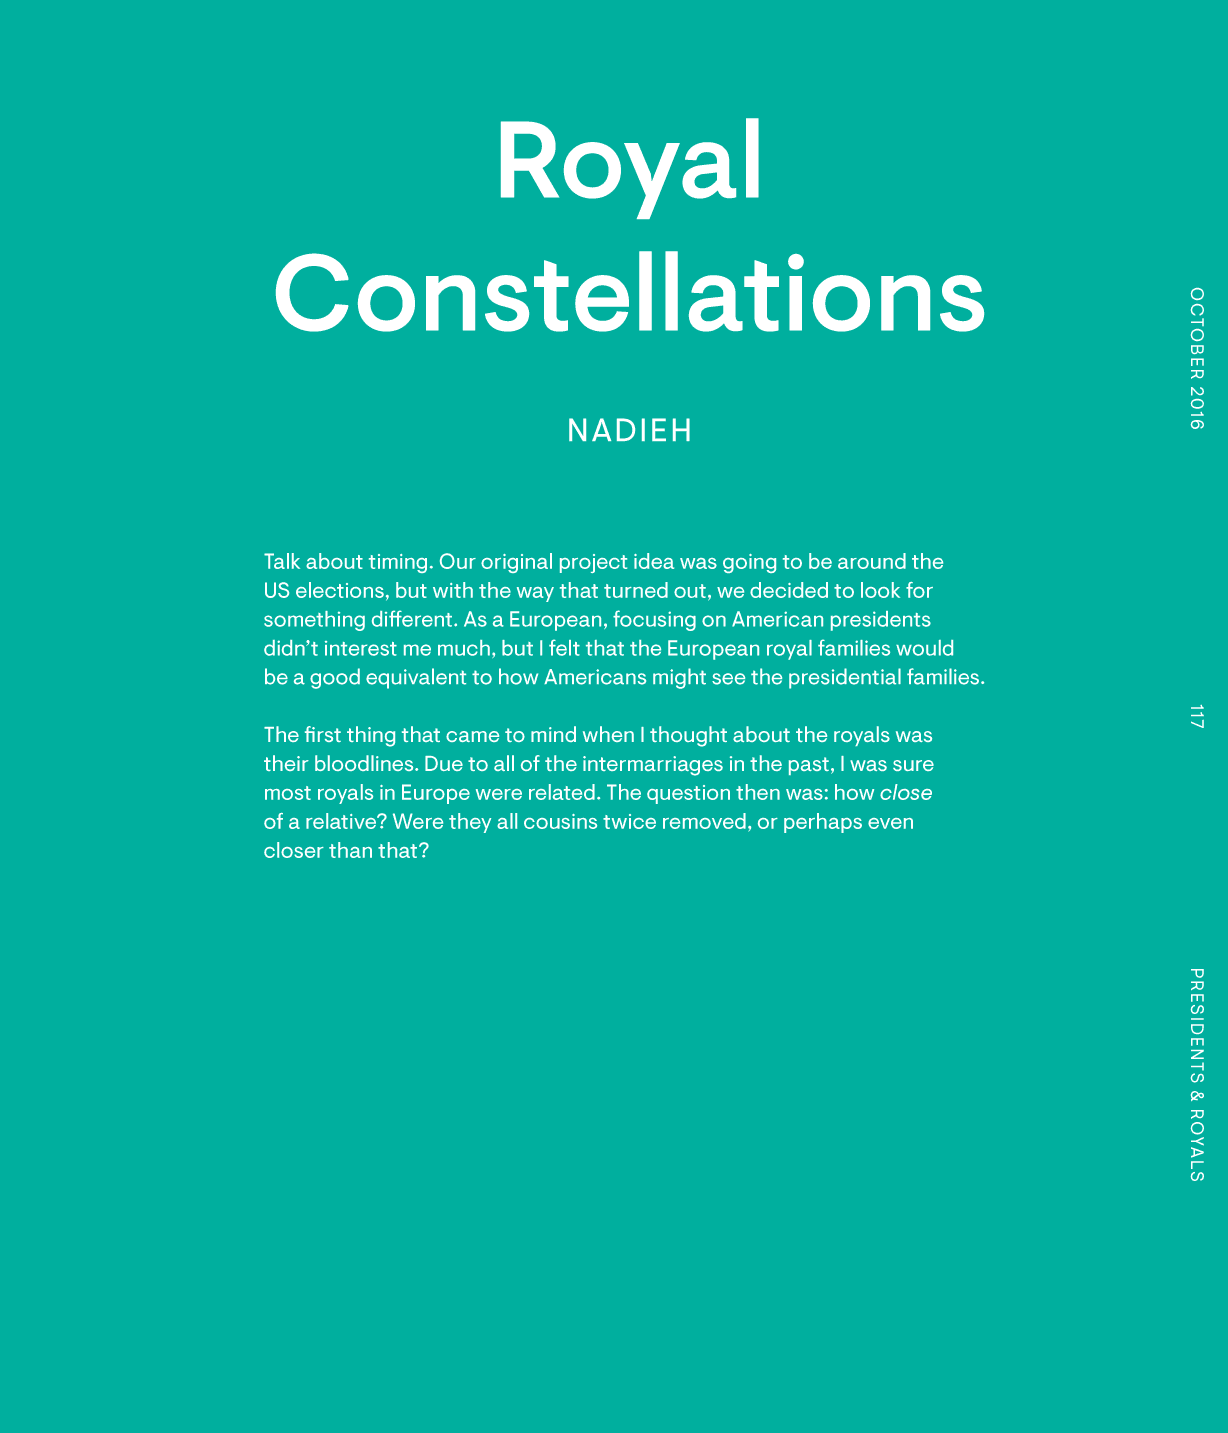 Royal
Constellations
NADIEH
Talk about timing. Our original project idea was going to be around the
US elections, but with the way that turned out, we decided to look for
something different. As a European, focusing on American presidents
didn’t interest me much, but I felt that the European royal families would
be a good equivalent to how Americans might see the presidential families.
The first thing that came to mind when I thought about the royals was
their bloodlines. Due to all of the intermarriages in the past, I was sure
most royals in Europe were related. The question then was: how close
of a relative? Were they all cousins twice removed, or perhaps even
closer than that?
OCTOBER 2016
117
PRESIDENTS & ROYALS